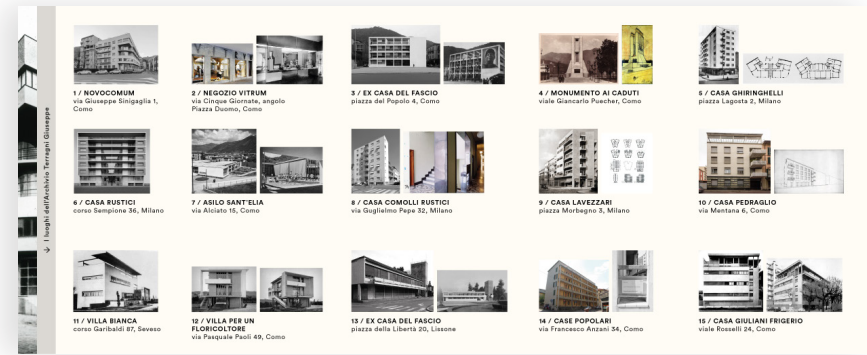 → I luoghi dell'Archivio Terragni Giuseppe
1 / NOVOCOMUM
via Giuseppe Sinigaglia 1,
Como
2 / NEGOZIO VITRUM
via Cinque Giornate, angolo
Piazza Duomo, Como
3 / EX CASA DEL FASCIO
piazza del Popolo 4, Como
4 / MONUMENTO AI CADUTI
viale Giancarlo Puecher, Como
5 / CASA GHIRINGHELLI
piazza Lagosta 2, Milano
6 / CASA RUSTICI
corso Sempione 36, Milano
7 / ASILO SANT'ELIA
via Alciato 15, Como
8 / CASA COMOLLI RUSTICI
via Guglielmo Pepe 32, Milano
9 / CASA LAVEZZARI
piazza Morbegno 3, Milano
10 / CASA PEDRAGLIO
via Mentana 6, Como
11 / VILLA BIANCA
corso Garibaldi 87, Seveso
12 / VILLA PER UN
FLORICOLTORE
via Pasquale Paoli 49, Como
13 / EX CASA DEL FASCIO
piazza della Libertà 20, Lissone
14 / CASE POPOLARI
via Francesco Anzani 34, Como
15 / CASA GIULIANI FRIGERIO
viale Rosselli 24, Como